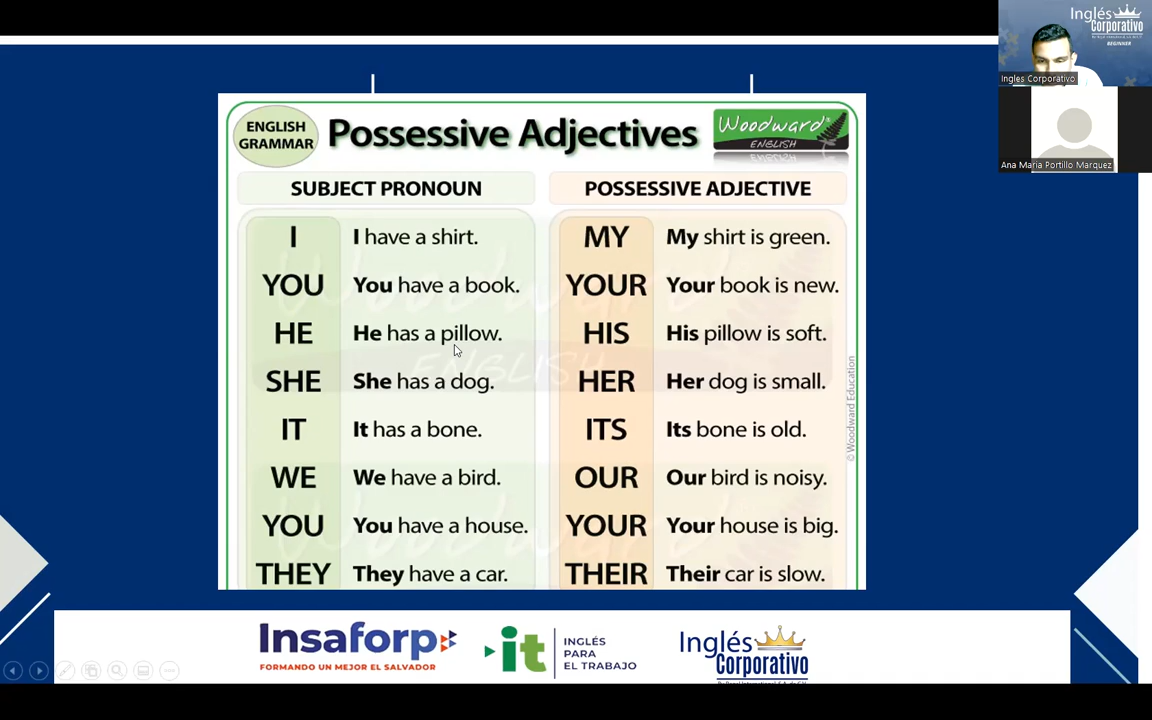 Inglés
Corporativo
BEGINNER
Ingles Corporativo
Ana Maria Portillo Marquez
ENGLISH
GRAMMAR
Possessive Adjectives
Woodward®
ENGLISH
SUBJECT PRONOUN
POSSESSIVE ADJECTIVE
I I have a shirt. MY My shirt is green.
YOU You have a book. YOUR Your book is new.
HE He has a pillow. HIS His pillow is soft.
SHE She has a dog. HER Her dog is small.
IT It has a bone. ITS Its bone is old.
WE We have a bird. OUR Our bird is noisy.
YOU You have a house. YOUR Your house is big.
THEY They have a car. THEIR Their car is slow.
© Woodward Education
Insaforp
FORMANDO UN MEJOR EL SALVADOR
it
INGLÉS
PARA
EL TRABAJO
Inglés
Corporativo